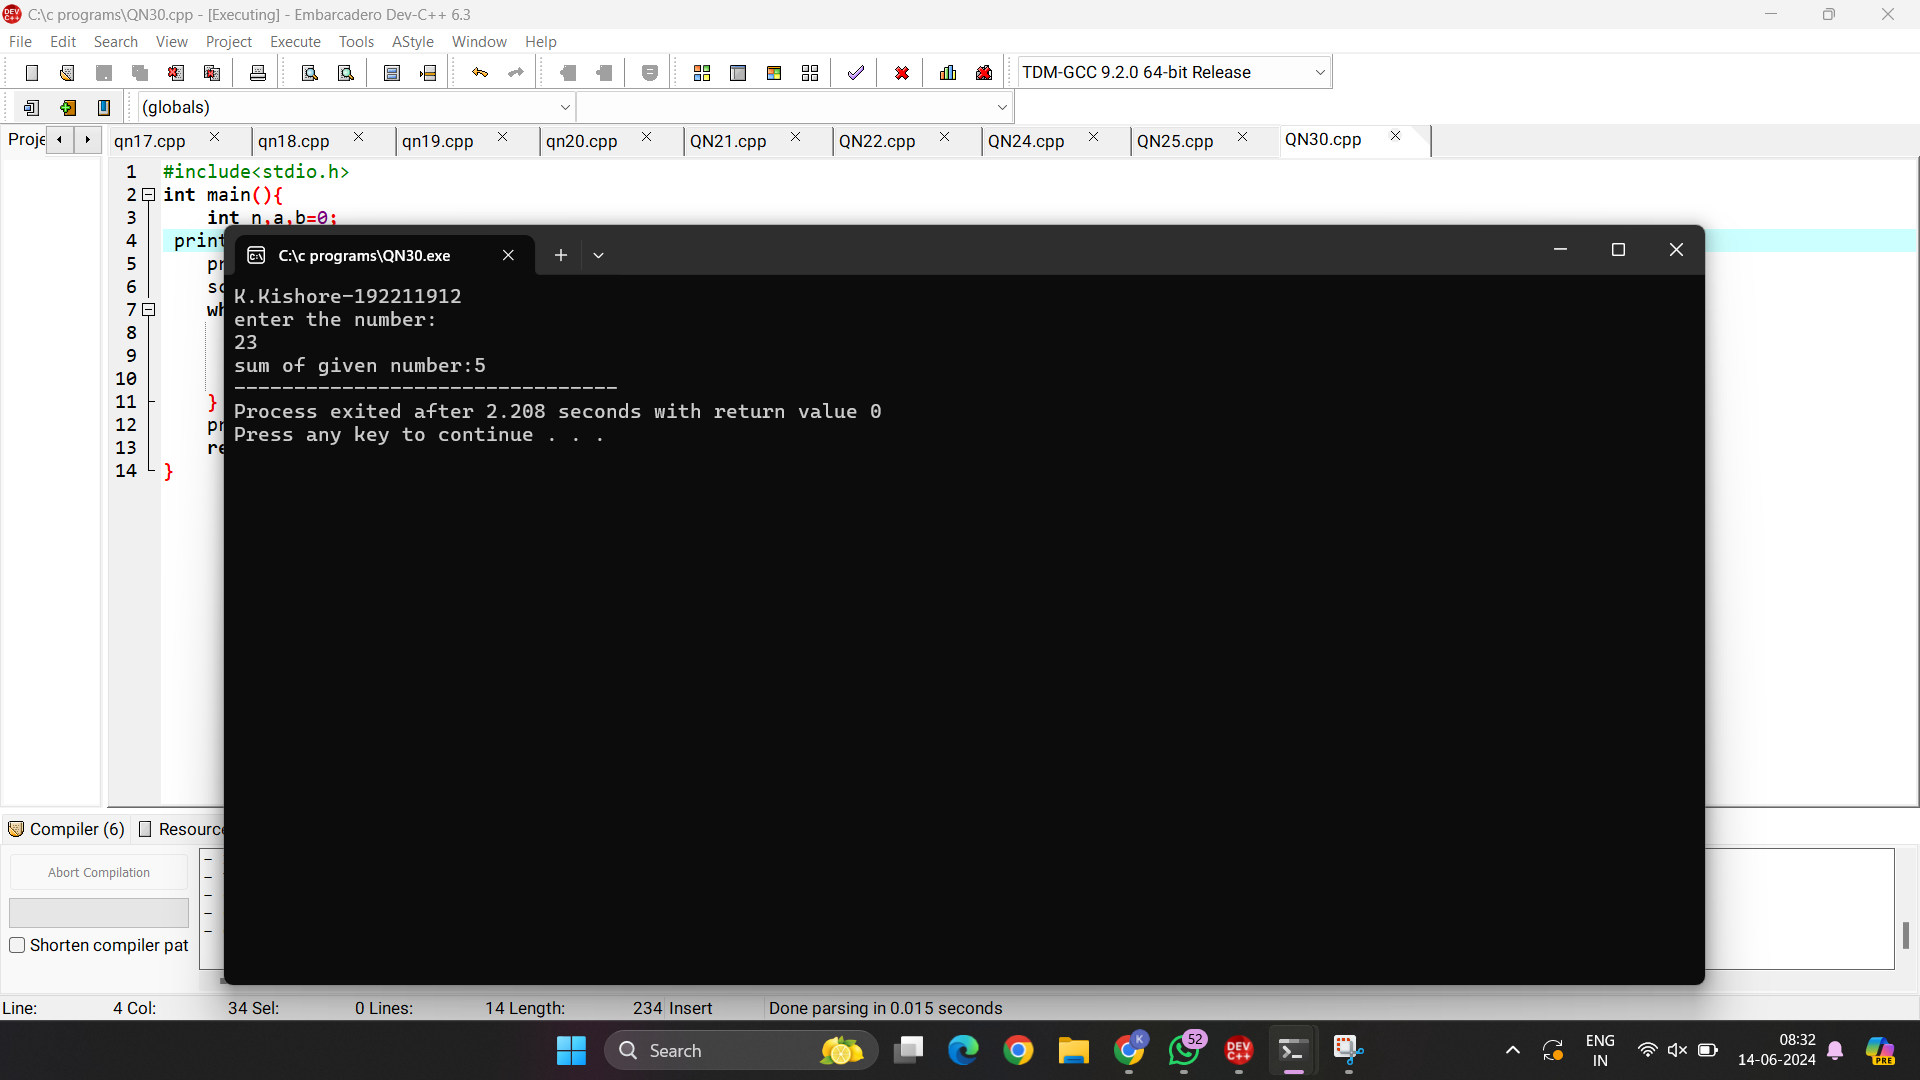 C:\c programs\QN30.cpp - [Executing] - Embarcadero Dev-C++ 6.3
File Edit Search View Project Execute Tools AStyle Window Help
TDM-GCC 9.2.0 64-bit Release
(globals)
Proje qn17.cpp qn18.cpp qn19.cpp qn20.cpp QN21.cpp QN22.cpp QN24.cpp QN25.cpp QN30.cpp
1 #include<stdio.h>
2 int main(){
3 int n,a,b=0;
4 print
5 pr
6 sc
7 wh
8
9
10
11 }
12 pr
13 re
14 }
C:\c programs\QN30.exe
K.Kishore-192211912
enter the number:
23
sum of given number:5
--------------------------------
Process exited after 2.208 seconds with return value 0
Press any key to continue . . .
Compiler (6) Resource
Abort Compilation
Shorten compiler pat
Line: 4 Col: 34 Sel: 0 Lines: 14 Length: 234 Insert Done parsing in 0.015 seconds
Search
K
52
DEV C++
ENG
IN
08:32
14-06-2024
PRE